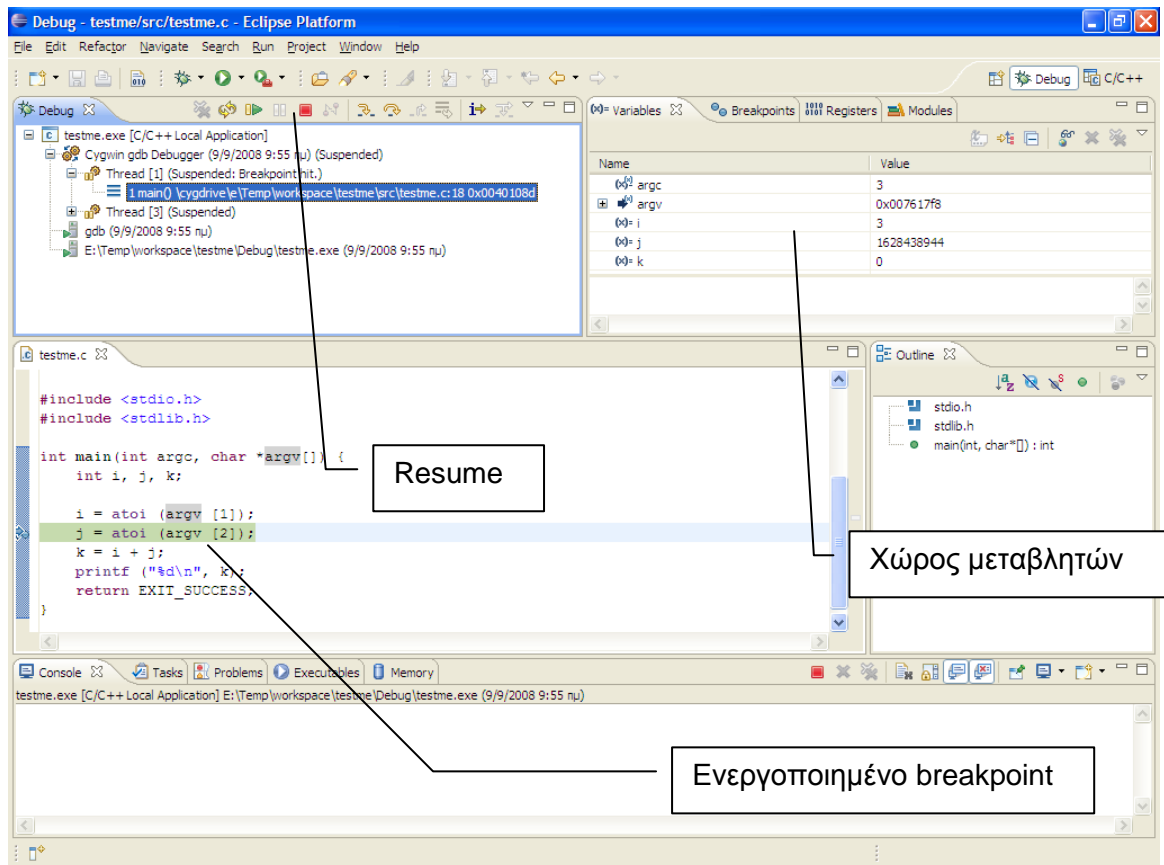 Debug - testme/src/testme.c - Eclipse Platform
File Edit Refactor Navigate Search Run Project Window Help
Debug C/C++
Debug
testme.exe [C/C++ Local Application]
Cygwin gdb Debugger (9/9/2008 9:55 πμ) (Suspended)
Thread [1] (Suspended: Breakpoint hit.)
1 main() \cygdrive\e\Temp\workspace\testme\src\testme.c:18 0x0040108d
Thread [3] (Suspended)
gdb (9/9/2008 9:55 πμ)
E:\Temp\workspace\testme\Debug\testme.exe (9/9/2008 9:55 πμ)
(x)= Variables Breakpoints Registers Modules
Name Value
argc 3
argv 0x007617f8
(x)= i 3
(x)= j 1628438944
(x)= k 0
testme.c
#include <stdio.h>
#include <stdlib.h>
int main(int argc, char *argv[]) {
int i, j, k;
i = atoi (argv [1]);
j = atoi (argv [2]);
k = i + j;
printf ("%d\n", k);
return EXIT_SUCCESS;
}
Resume
Outline
stdio.h
stdlib.h
main(int, char*[]) : int
Χώρος μεταβλητών
Console Tasks Problems Executables Memory
testme.exe [C/C++ Local Application] E:\Temp\workspace\testme\Debug\testme.exe (9/9/2008 9:55 πμ)
Ενεργοποιημένο breakpoint